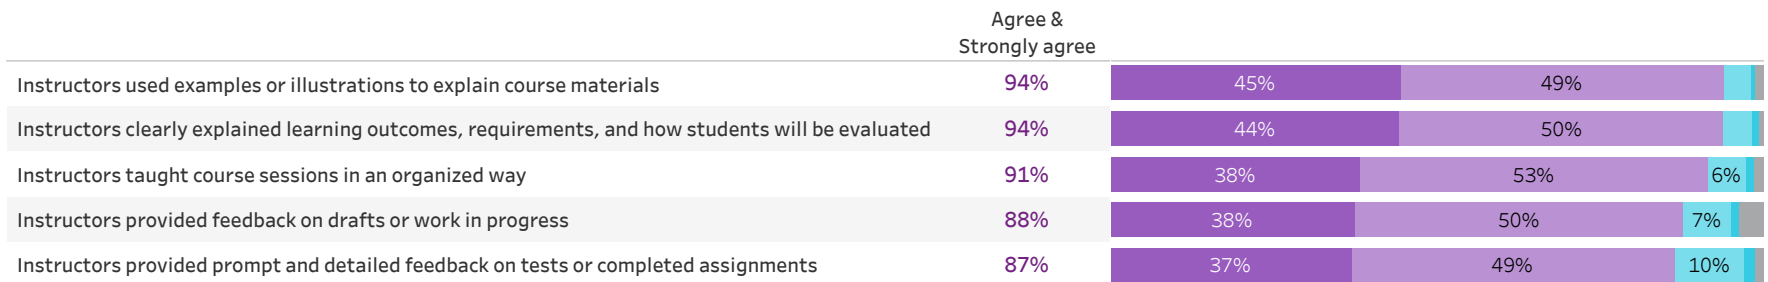 Agree &
Strongly agree
Instructors used examples or illustrations to explain course materials 94% 45% 49%
Instructors clearly explained learning outcomes, requirements, and how students will be evaluated 94% 44% 50%
Instructors taught course sessions in an organized way 91% 38% 53% 6%
Instructors provided feedback on drafts or work in progress 88% 38% 50% 7%
Instructors provided prompt and detailed feedback on tests or completed assignments 87% 37% 49% 10%